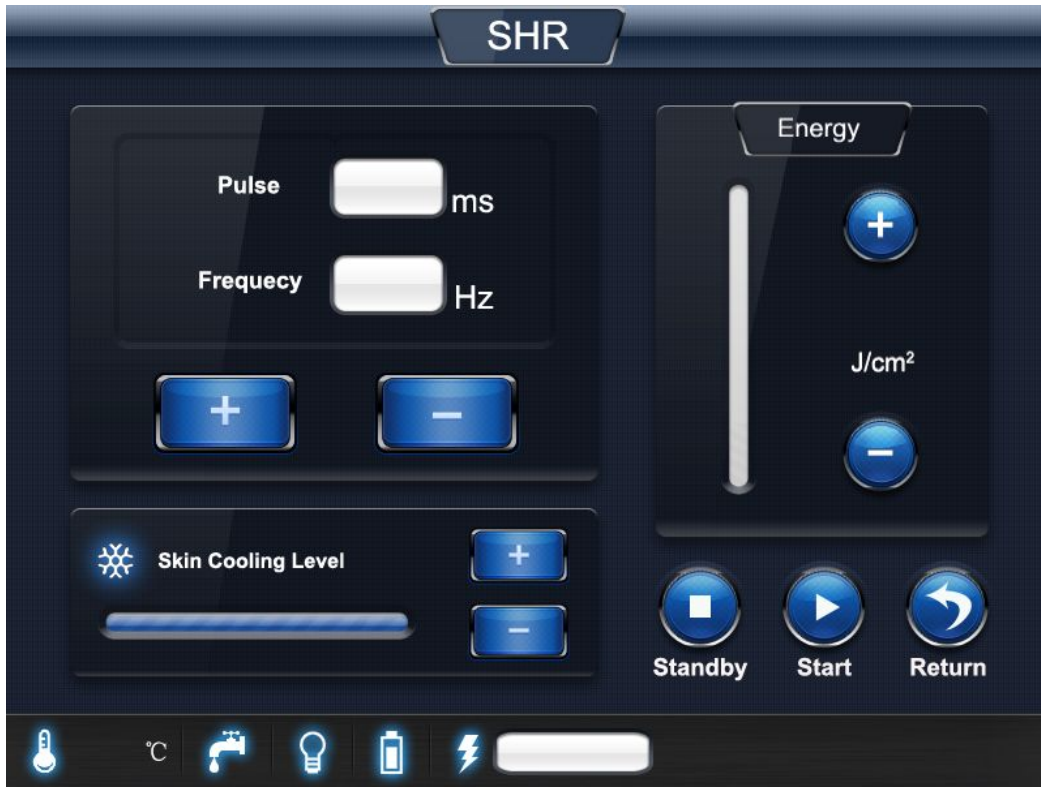 SHR
Pulse
ms
Frequecy
Hz
+
−
Skin Cooling Level
+
−
Energy
+
J/cm²
−
Standby
Start
Return
℃